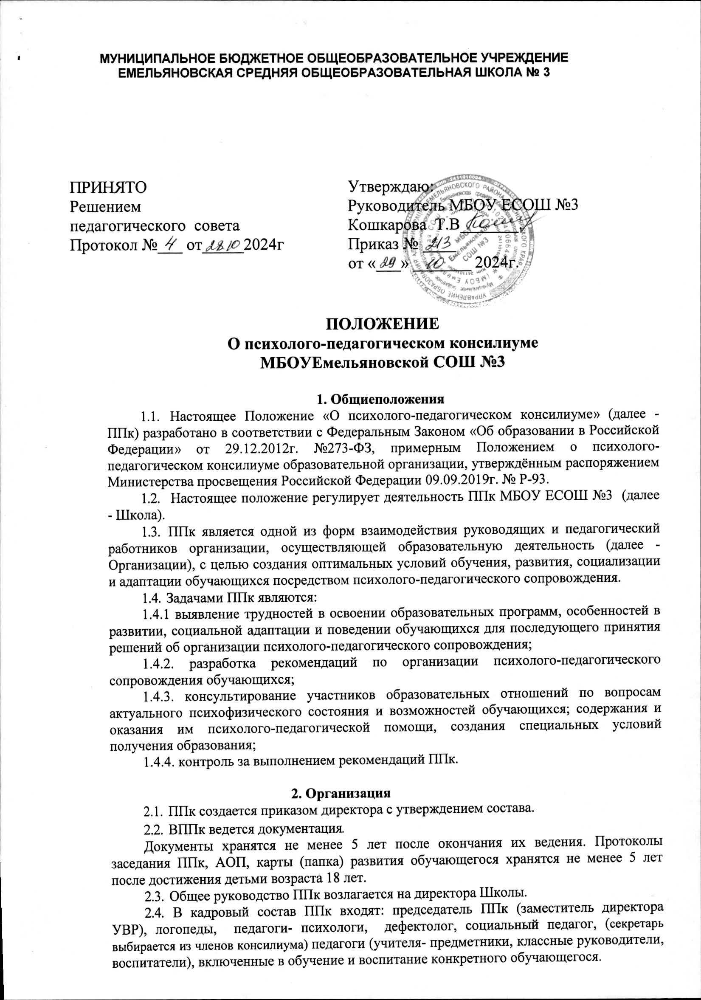 МУНИЦИПАЛЬНОЕ БЮДЖЕТНОЕ ОБЩЕОБРАЗОВАТЕЛЬНОЕ УЧРЕЖДЕНИЕ
ЕМЕЛЬЯНОВСКАЯ СРЕДНЯЯ ОБЩЕОБРАЗОВАТЕЛЬНАЯ ШКОЛА № 3
ПРИНЯТО
Решением
педагогического совета
Протокол № 4 от 28.10 2024г
Утверждаю:
Руководитель МБОУ ЕСОШ №3
Кошкарова Т.В
Приказ № 213
от « 29 » 10 2024г.
МБОУ
Емельяновская
СОШ №3
ПОЛОЖЕНИЕ
О психолого-педагогическом консилиуме
МБОУЕмельяновской СОШ №3
1. Общиеположения
1.1. Настоящее Положение «О психолого-педагогическом консилиуме» (далее -
ППк) разработано в соответствии с Федеральным Законом «Об образовании в Российской
Федерации» от 29.12.2012г. №273-ФЗ, примерным Положением о психолого-
педагогическом консилиуме образовательной организации, утверждённым распоряжением
Министерства просвещения Российской Федерации 09.09.2019г. № Р-93.
1.2. Настоящее положение регулирует деятельность ППк МБОУ ЕСОШ №3 (далее
- Школа).
1.3. ППк является одной из форм взаимодействия руководящих и педагогический
работников организации, осуществляющей образовательную деятельность (далее -
Организации), с целью создания оптимальных условий обучения, развития, социализации
и адаптации обучающихся посредством психолого-педагогического сопровождения.
1.4. Задачами ППк являются:
1.4.1 выявление трудностей в освоении образовательных программ, особенностей в
развитии, социальной адаптации и поведении обучающихся для последующего принятия
решений об организации психолого-педагогического сопровождения;
1.4.2. разработка рекомендаций по организации психолого-педагогического
сопровождения обучающихся;
1.4.3. консультирование участников образовательных отношений по вопросам
актуального психофизического состояния и возможностей обучающихся; содержания и
оказания им психолого-педагогической помощи, создания специальных условий
получения образования;
1.4.4. контроль за выполнением рекомендаций ППк.
2. Организация
2.1. ППк создается приказом директора с утверждением состава.
2.2. ВППк ведется документация.
Документы хранятся не менее 5 лет после окончания их ведения. Протоколы
заседания ППк, АОП, карты (папка) развития обучающегося хранятся не менее 5 лет
после достижения детьми возраста 18 лет.
2.3. Общее руководство ППк возлагается на директора Школы.
2.4. В кадровый состав ППк входят: председатель ППк (заместитель директора
УВР), логопеды, педагоги- психологи, дефектолог, социальный педагог, (секретарь
выбирается из членов консилиума) педагоги (учителя- предметники, классные руководители,
воспитатели), включенные в обучение и воспитание конкретного обучающегося.